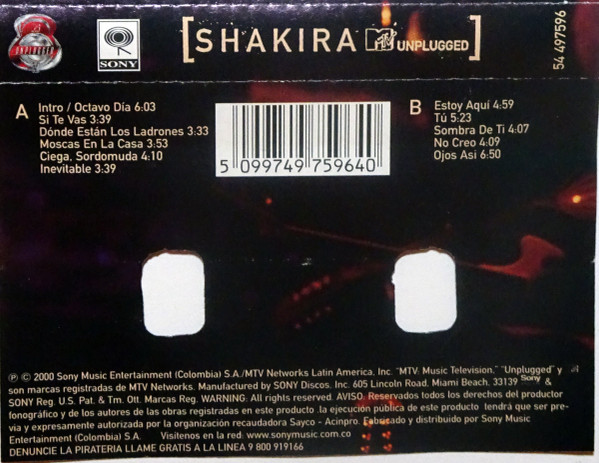 SONY
[SHAKIRA MTV UNPLUGGED]
54 497596
A
Intro / Octavo Día 6:03
Si Te Vas 3:39
Dónde Están Los Ladrones 3:33
Moscas En La Casa 3:53
Ciega, Sordomuda 4:10
Inevitable 3:39
5 099749 759640
B
Estoy Aquí 4:59
Tú 5:23
Sombra De Ti 4:07
No Creo 4:09
Ojos Asi 6:50
℗ © 2000 Sony Music Entertainment (Colombia) S.A./MTV Networks Latin America, Inc. "MTV: Music Television," "Unplugged" y
son marcas registradas de MTV Networks. Manufactured by SONY Discos, Inc. 605 Lincoln Road, Miami Beach, 33139 Sony &
SONY Reg. U.S. Pat. & Tm. Ott. Marcas Reg. WARNING: All rights reserved. AVISO: Reservados todos los derechos del productor
fonográfico y de los autores de las obras registradas en este producto .la ejecución publica de este producto tendrá que ser pre-
via y expresamente autorizada por la organización recaudadora Sayco - Acinpro. Fabricado y distribuido por Sony Music
Entertainment (Colombia) S.A. Visitenos en la red: www.sonymusic.com.co
DENUNCIE LA PIRATERIA LLAME GRATIS A LA LINEA 9 800 919166